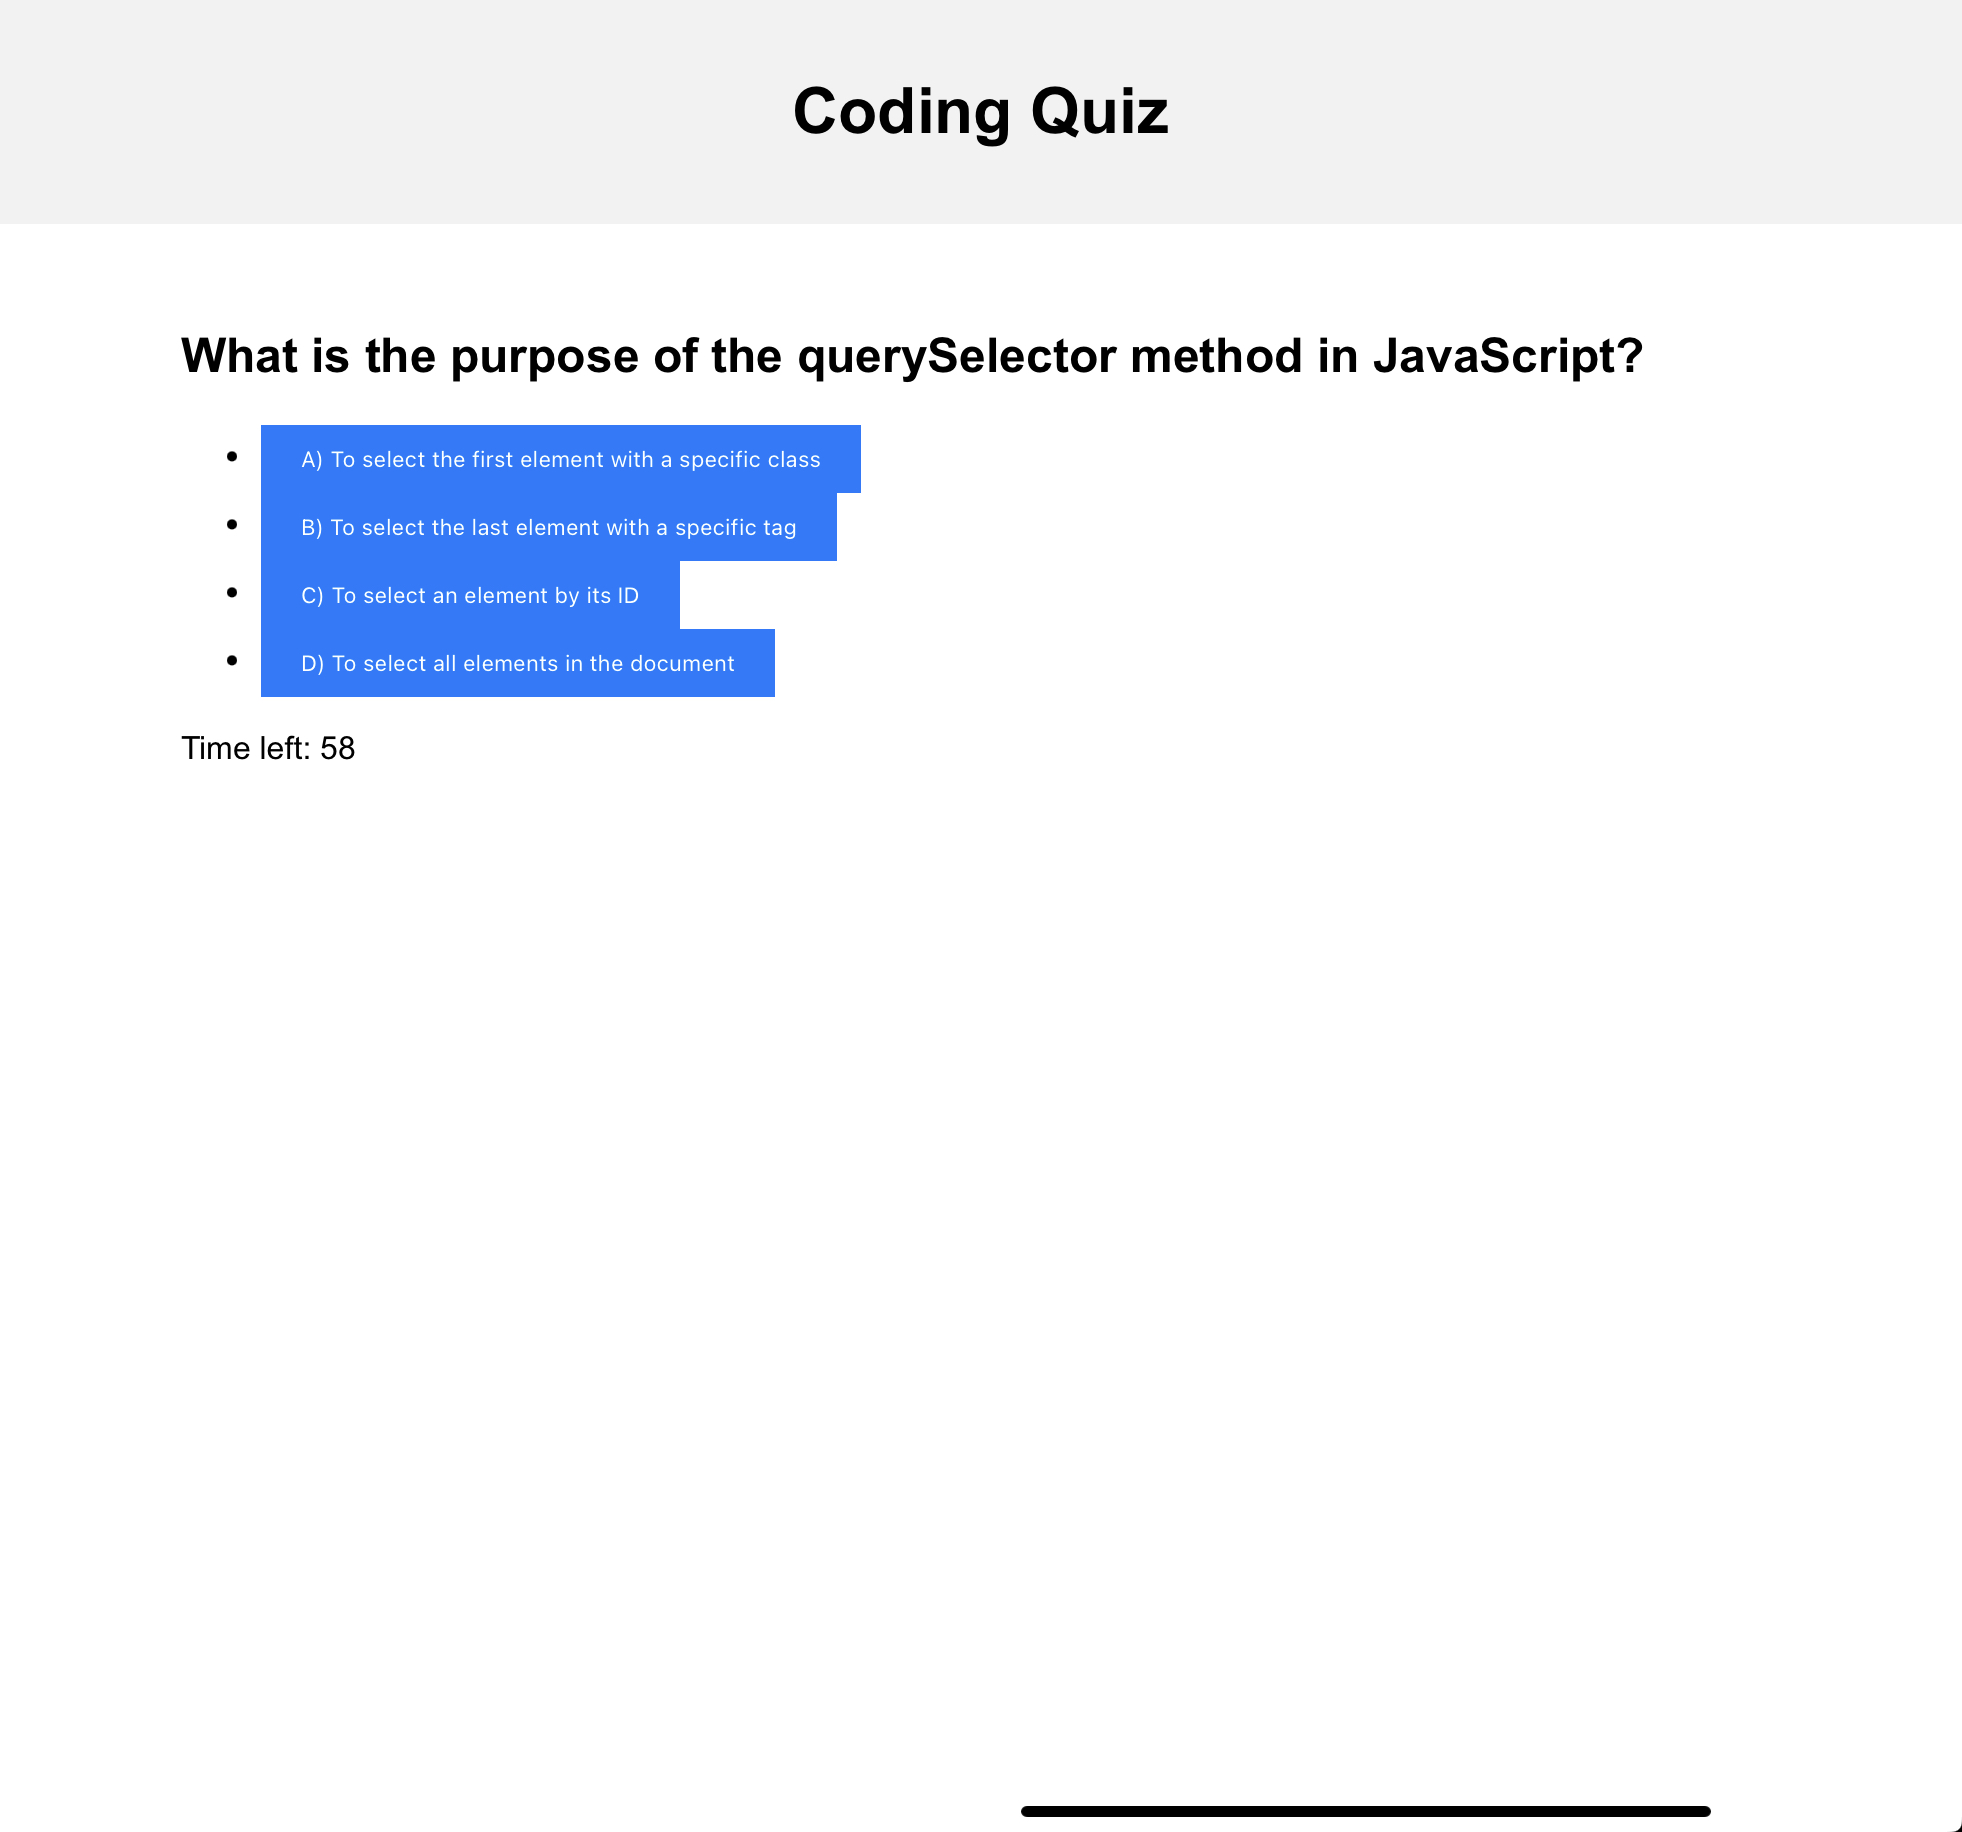 Coding Quiz
What is the purpose of the querySelector method in JavaScript?
A) To select the first element with a specific class
B) To select the last element with a specific tag
C) To select an element by its ID
D) To select all elements in the document
Time left: 58